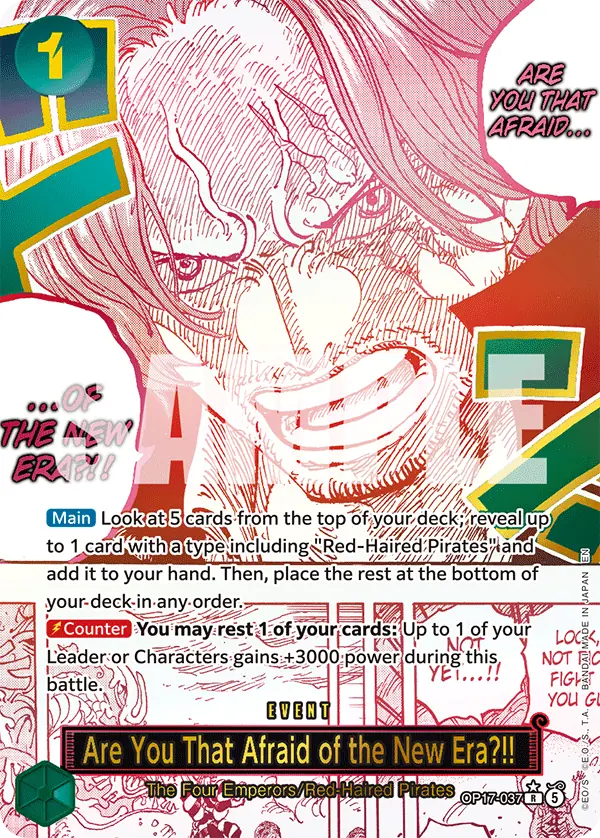 1
ARE
YOU THAT
AFRAID...
...OF
THE NEW
ERA?!!
SAMPLE
Main Look at 5 cards from the top of your deck; reveal up
to 1 card with a type including "Red-Haired Pirates" and
add it to your hand. Then, place the rest at the bottom of
your deck in any order.
Counter You may rest 1 of your cards: Up to 1 of your
Leader or Characters gains +3000 power during this
battle.
NOT
YET...!!
LOOK,
NOT
FIGHT
YOU
EVENT
Are You That Afraid of the New Era?!!
The Four Emperors/Red-Haired Pirates
OP17-037 R 5
©E.O./S., T.A. BANDAI MADE IN JAPAN EN